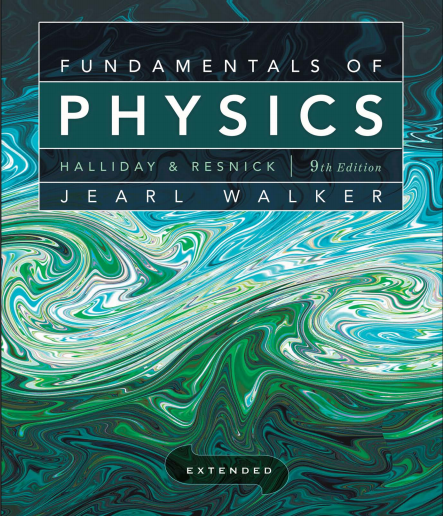 FUNDAMENTALS OF
PHYSICS
HALLIDAY & RESNICK | 9th Edition
JEARL WALKER
EXTENDED